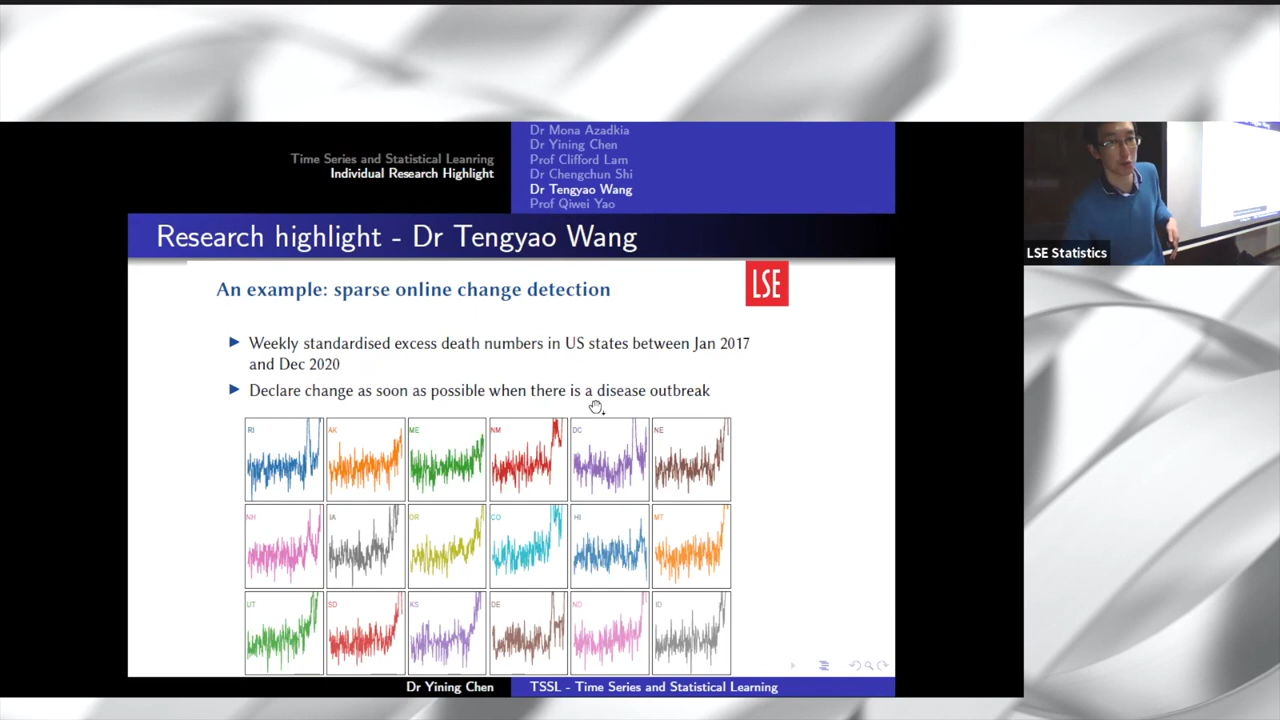 Dr Mona Azadkia
Dr Yining Chen
Time Series and Statistical Leanring
Prof Clifford Lam
Individual Research Highlight
Dr Chengchun Shi
Dr Tengyao Wang
Prof Qiwei Yao
Research highlight - Dr Tengyao Wang
LSE
An example: sparse online change detection
Weekly standardised excess death numbers in US states between Jan 2017
and Dec 2020
Declare change as soon as possible when there is a disease outbreak
RI AK ME NM DC NE
NH IA OR CO HI MT
UT SD KS DE ND ID
Dr Yining Chen
TSSL - Time Series and Statistical Learning
LSE Statistics